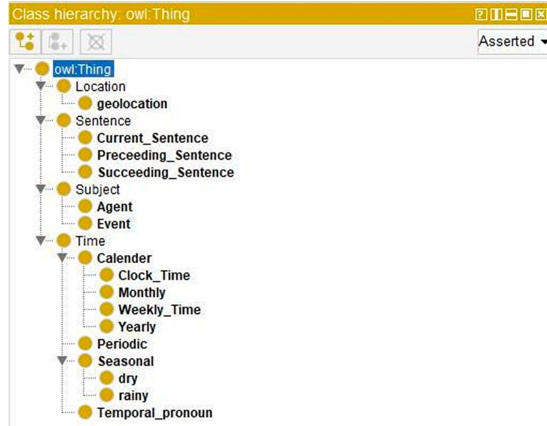 Class hierarchy: owl:Thing
Asserted
owl:Thing
Location
geolocation
Sentence
Current_Sentence
Preceeding_Sentence
Succeeding_Sentence
Subject
Agent
Event
Time
Calender
Clock_Time
Monthly
Weekly_Time
Yearly
Periodic
Seasonal
dry
rainy
Temporal_pronoun